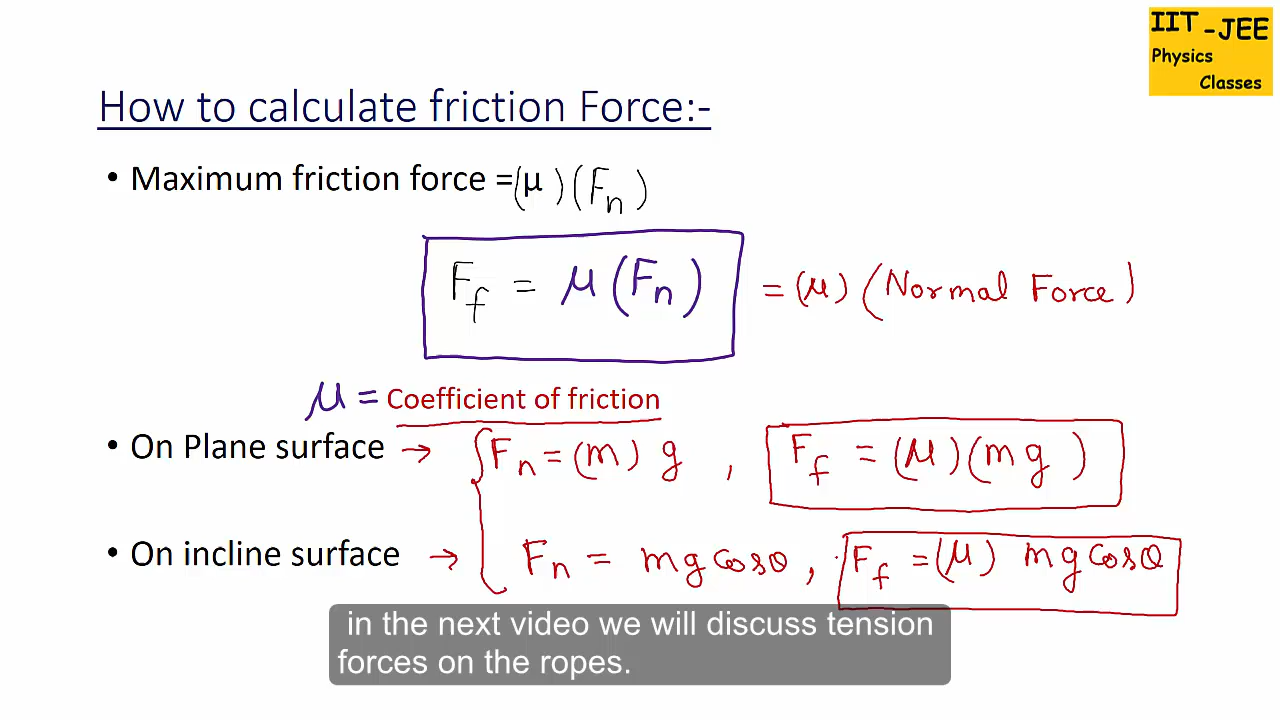 IIT -JEE
Physics
Classes
How to calculate friction Force:-
• Maximum friction force =(μ)(Fn)
Ff = μ(Fn) = (μ) (Normal Force)
μ = Coefficient of friction
• On Plane surface → { Fn = (m) g , Ff = (μ)(mg)
• On incline surface → Fn = mg cosθ, Ff = (μ) mg cosθ
in the next video we will discuss tension
forces on the ropes.